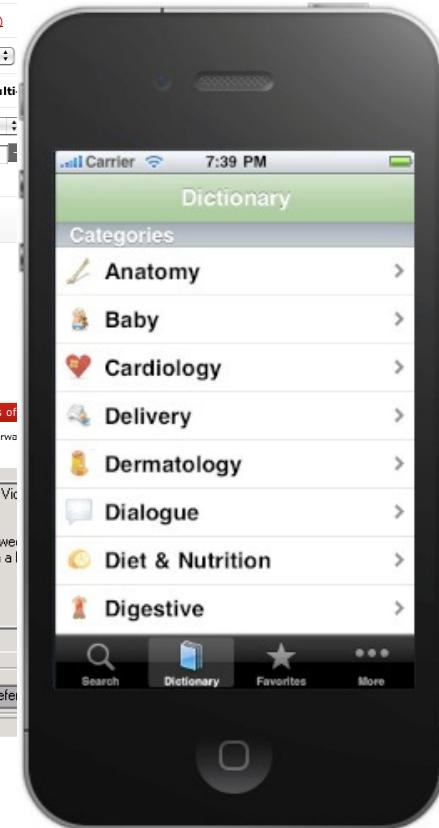 Carrier 7:39 PM
Dictionary
Categories
Anatomy
Baby
Cardiology
Delivery
Dermatology
Dialogue
Diet & Nutrition
Digestive
Search Dictionary Favorites More